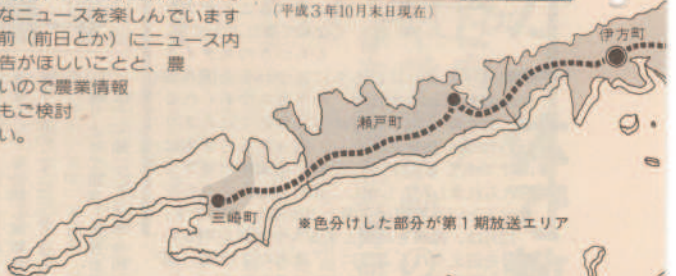 なニュースを楽しんでいます
前（前日とか）にニュース内
告がほしいことと、農
いので農業情報
もご検討
い。
（平成3年10月末日現在）
伊方町
瀬戸町
三崎町
※色分けした部分が第1期放送エリア